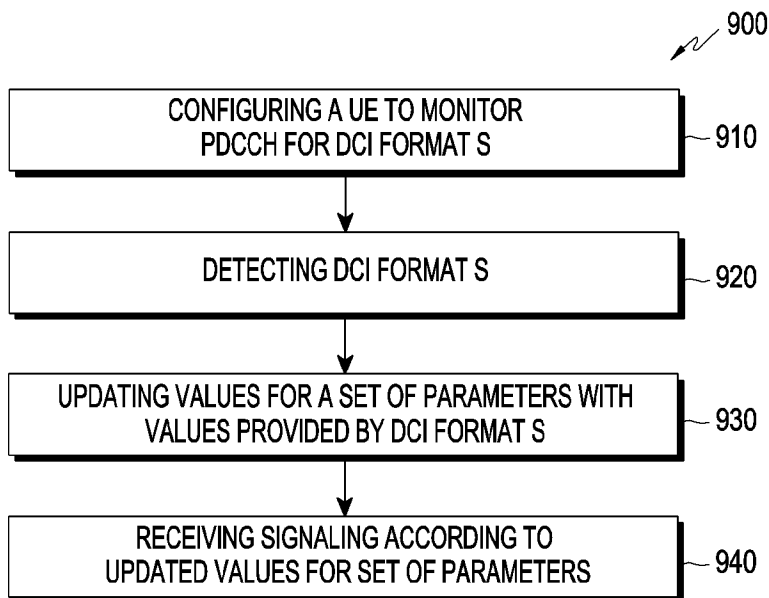 900
CONFIGURING A UE TO MONITOR
PDCCH FOR DCI FORMAT S
910
DETECTING DCI FORMAT S
920
UPDATING VALUES FOR A SET OF PARAMETERS WITH
VALUES PROVIDED BY DCI FORMAT S
930
RECEIVING SIGNALING ACCORDING TO
UPDATED VALUES FOR SET OF PARAMETERS
940